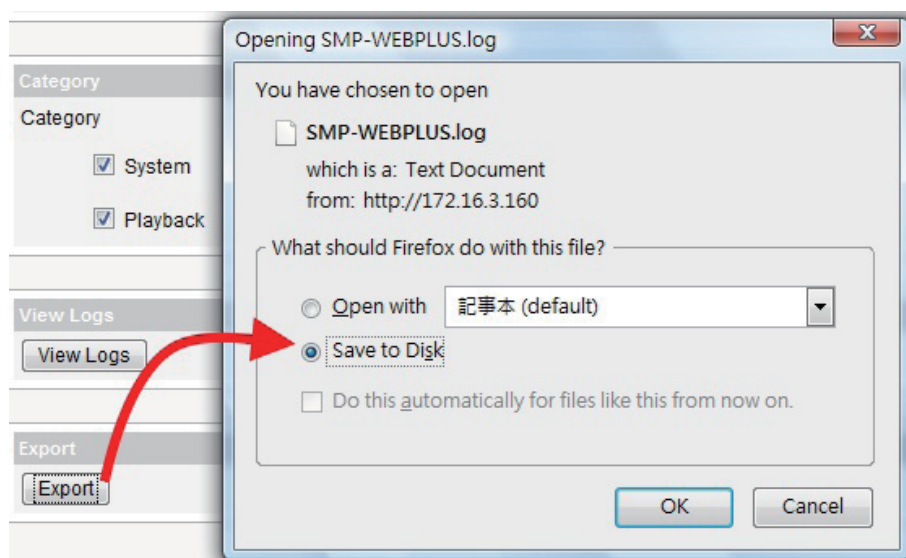 Category
Category
System
Playback
View Logs
View Logs
Export
Export
Opening SMP-WEBPLUS.log
You have chosen to open
SMP-WEBPLUS.log
which is a: Text Document
from: http://172.16.3.160
What should Firefox do with this file?
Open with 記事本 (default)
Save to Disk
Do this automatically for files like this from now on.
OK Cancel